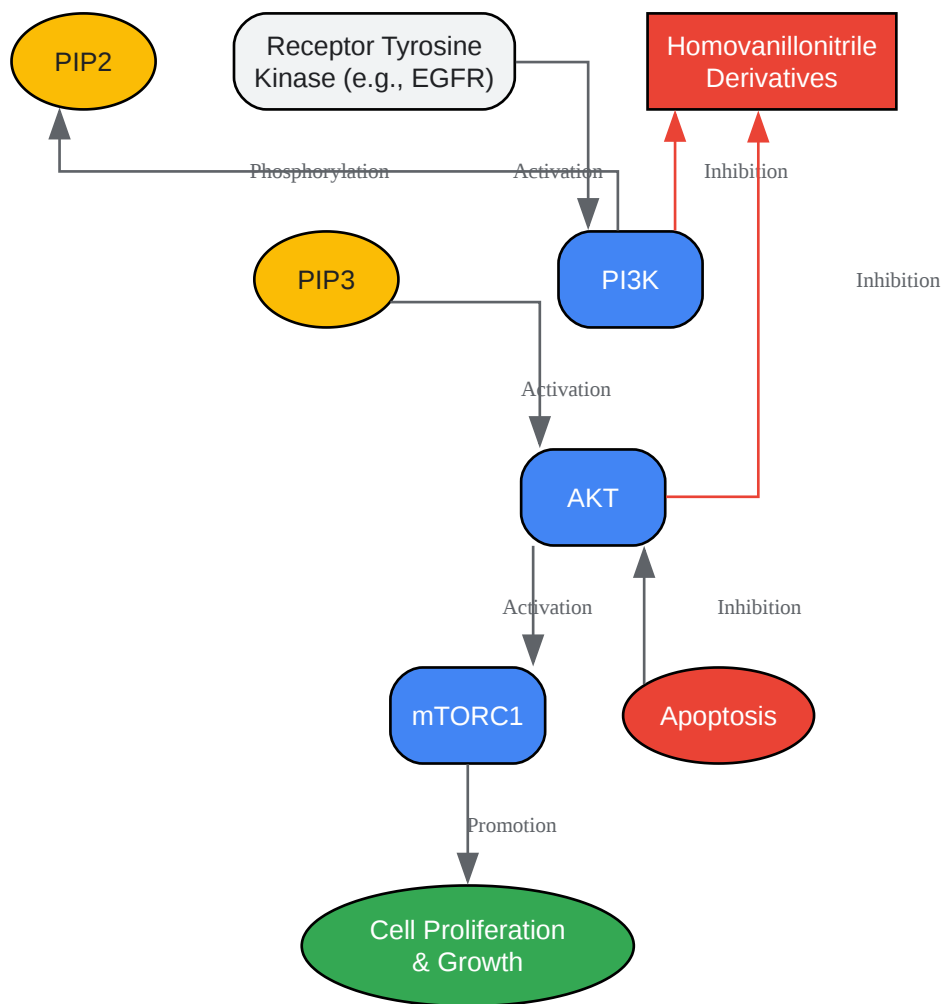 PIP2
Receptor Tyrosine
Kinase (e.g., EGFR)
Homovanillonitrile
Derivatives
Phosphorylation
Activation
Inhibition
PIP3
PI3K
Inhibition
Activation
AKT
Activation
Inhibition
mTORC1
Apoptosis
Promotion
Cell Proliferation
& Growth